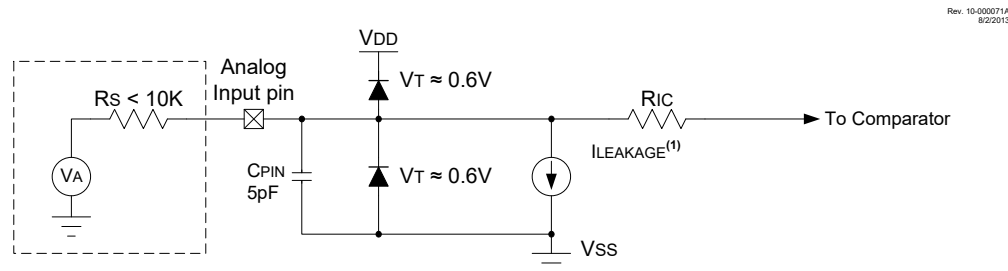 Rev. 10-000071A
8/2/2013
VDD
Analog
Input pin
VT ≈ 0.6V
RS < 10K
RIC
To Comparator
ILEAKAGE(1)
VA
CPIN
5pF
VT ≈ 0.6V
VSS